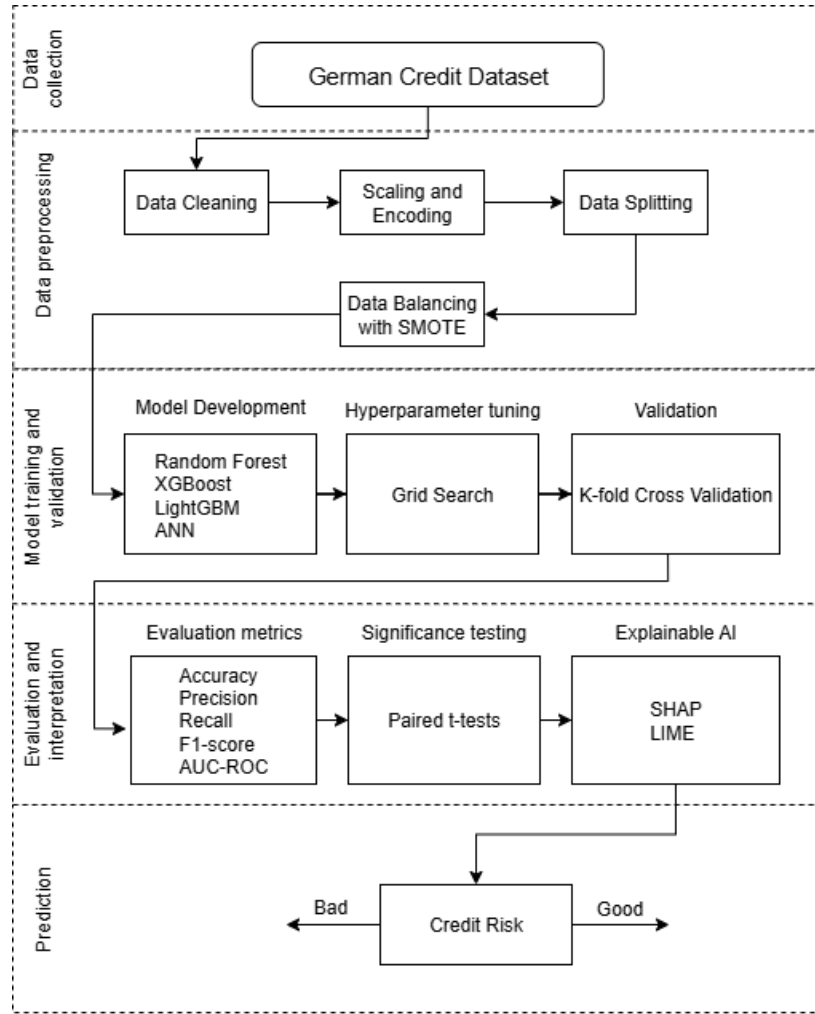 Data
collection
German Credit Dataset
Data preprocessing
Data Cleaning
Scaling and
Encoding
Data Splitting
Data Balancing
with SMOTE
Model training and
validation
Model Development
Hyperparameter tuning
Validation
Random Forest
XGBoost
LightGBM
ANN
Grid Search
K-fold Cross Validation
Evaluation and
interpretation
Evaluation metrics
Significance testing
Explainable AI
Accuracy
Precision
Recall
F1-score
AUC-ROC
Paired t-tests
SHAP
LIME
Prediction
Bad
Credit Risk
Good